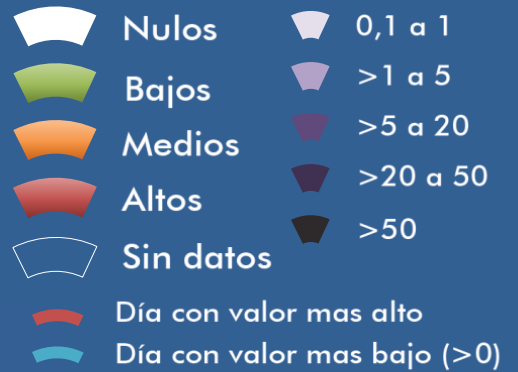 Nulos
Bajos
Medios
Altos
Sin datos
0,1 a 1
>1 a 5
>5 a 20
>20 a 50
>50
Día con valor mas alto
Día con valor mas bajo (>0)